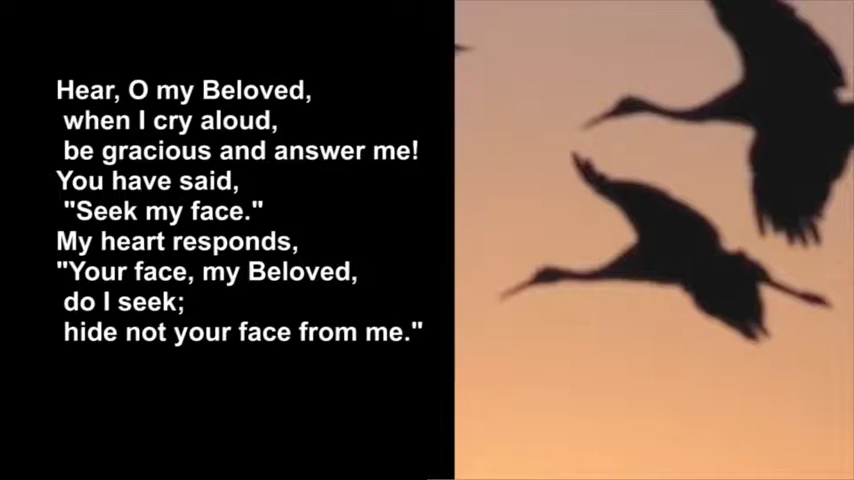 Hear, O my Beloved,
when I cry aloud,
be gracious and answer me!
You have said,
"Seek my face."
My heart responds,
"Your face, my Beloved,
do I seek;
hide not your face from me."